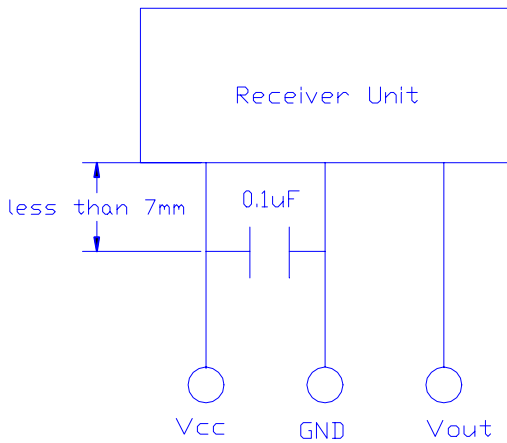 Receiver Unit
less than 7mm
0.1uF
Vcc
GND
Vout